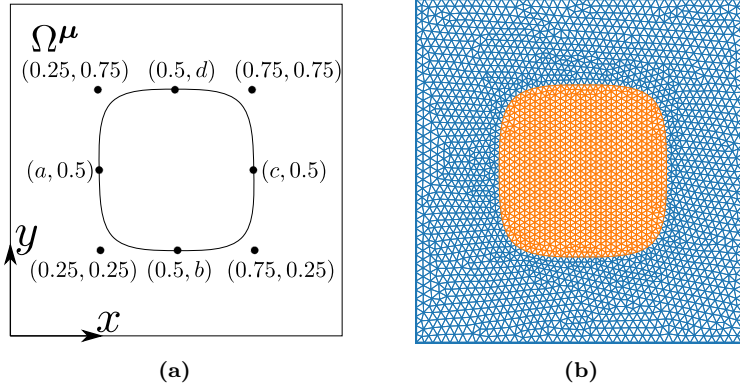 Ω^μ
(0.25, 0.75) (0.5, d) (0.75, 0.75)
(a, 0.5) (c, 0.5)
y
(0.25, 0.25) (0.5, b) (0.75, 0.25)
x
(a) (b)